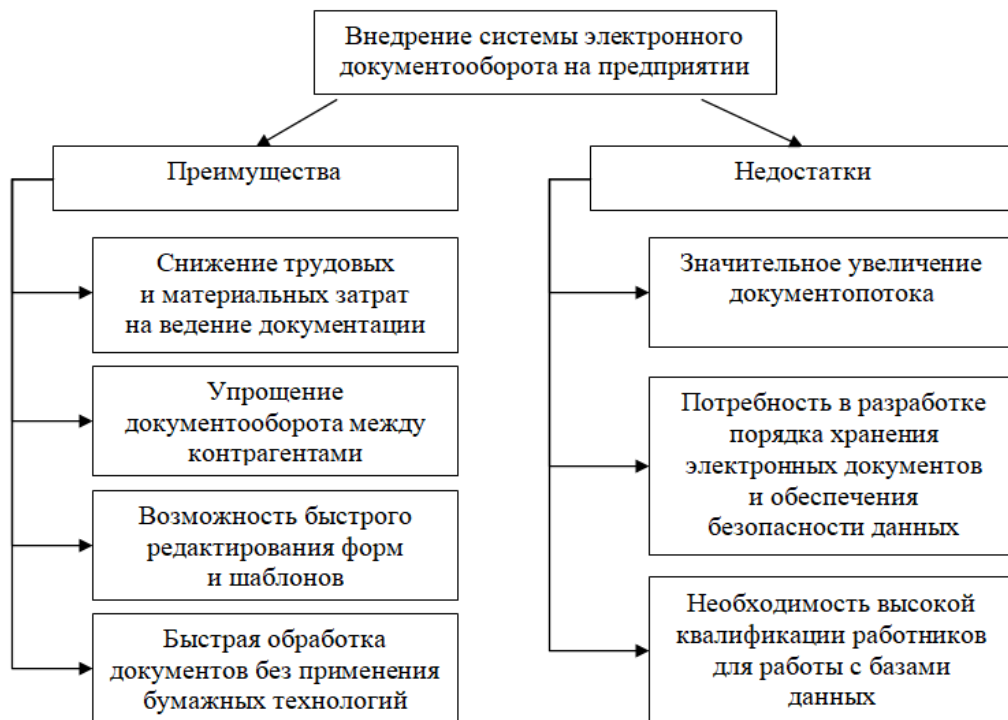 Внедрение системы электронного
документооборота на предприятии
Преимущества
Снижение трудовых
и материальных затрат
на ведение документации
Упрощение
документооборота между
контрагентами
Возможность быстрого
редактирования форм
и шаблонов
Быстрая обработка
документов без применения
бумажных технологий
Недостатки
Значительное увеличение
документопотока
Потребность в разработке
порядка хранения
электронных документов
и обеспечения
безопасности данных
Необходимость высокой
квалификации работников
для работы с базами
данных